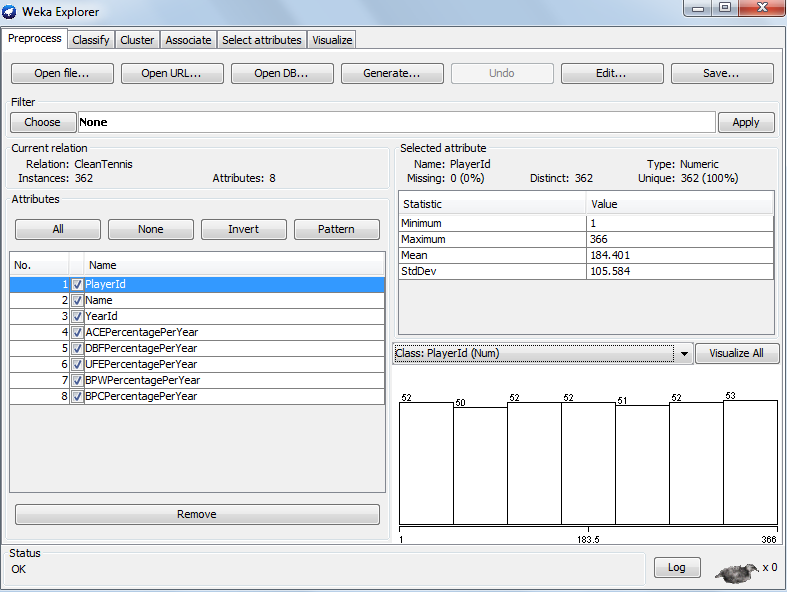 Weka Explorer
Preprocess Classify Cluster Associate Select attributes Visualize
Open file... Open URL... Open DB... Generate... Undo Edit... Save...
Filter
Choose None Apply
Current relation
Relation: CleanTennis
Instances: 362 Attributes: 8
Attributes
All None Invert Pattern
No. Name
1 PlayerId
2 Name
3 YearId
4 ACEPercentagePerYear
5 DBFPercentagePerYear
6 UFEPercentagePerYear
7 BPWPercentagePerYear
8 BPCPercentagePerYear
Remove
Selected attribute
Name: PlayerId Type: Numeric
Missing: 0 (0%) Distinct: 362 Unique: 362 (100%)
Statistic Value
Minimum 1
Maximum 366
Mean 184.401
StdDev 105.584
Class: PlayerId (Num) Visualize All
52 50 52 52 51 52 53
1 183.5 366
Status
OK Log x 0